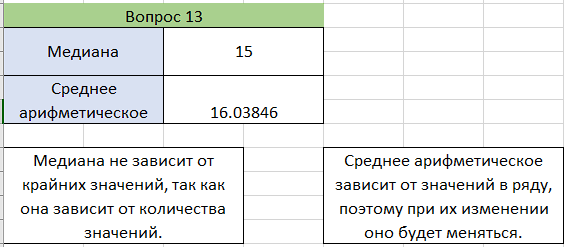 Вопрос 13
Медиана 15
Среднее
арифметическое 16.03846
Медиана не зависит от
крайних значений, так как
она зависит от количества
значений.
Среднее арифметическое
зависит от значений в ряду,
поэтому при их изменении
оно будет меняться.